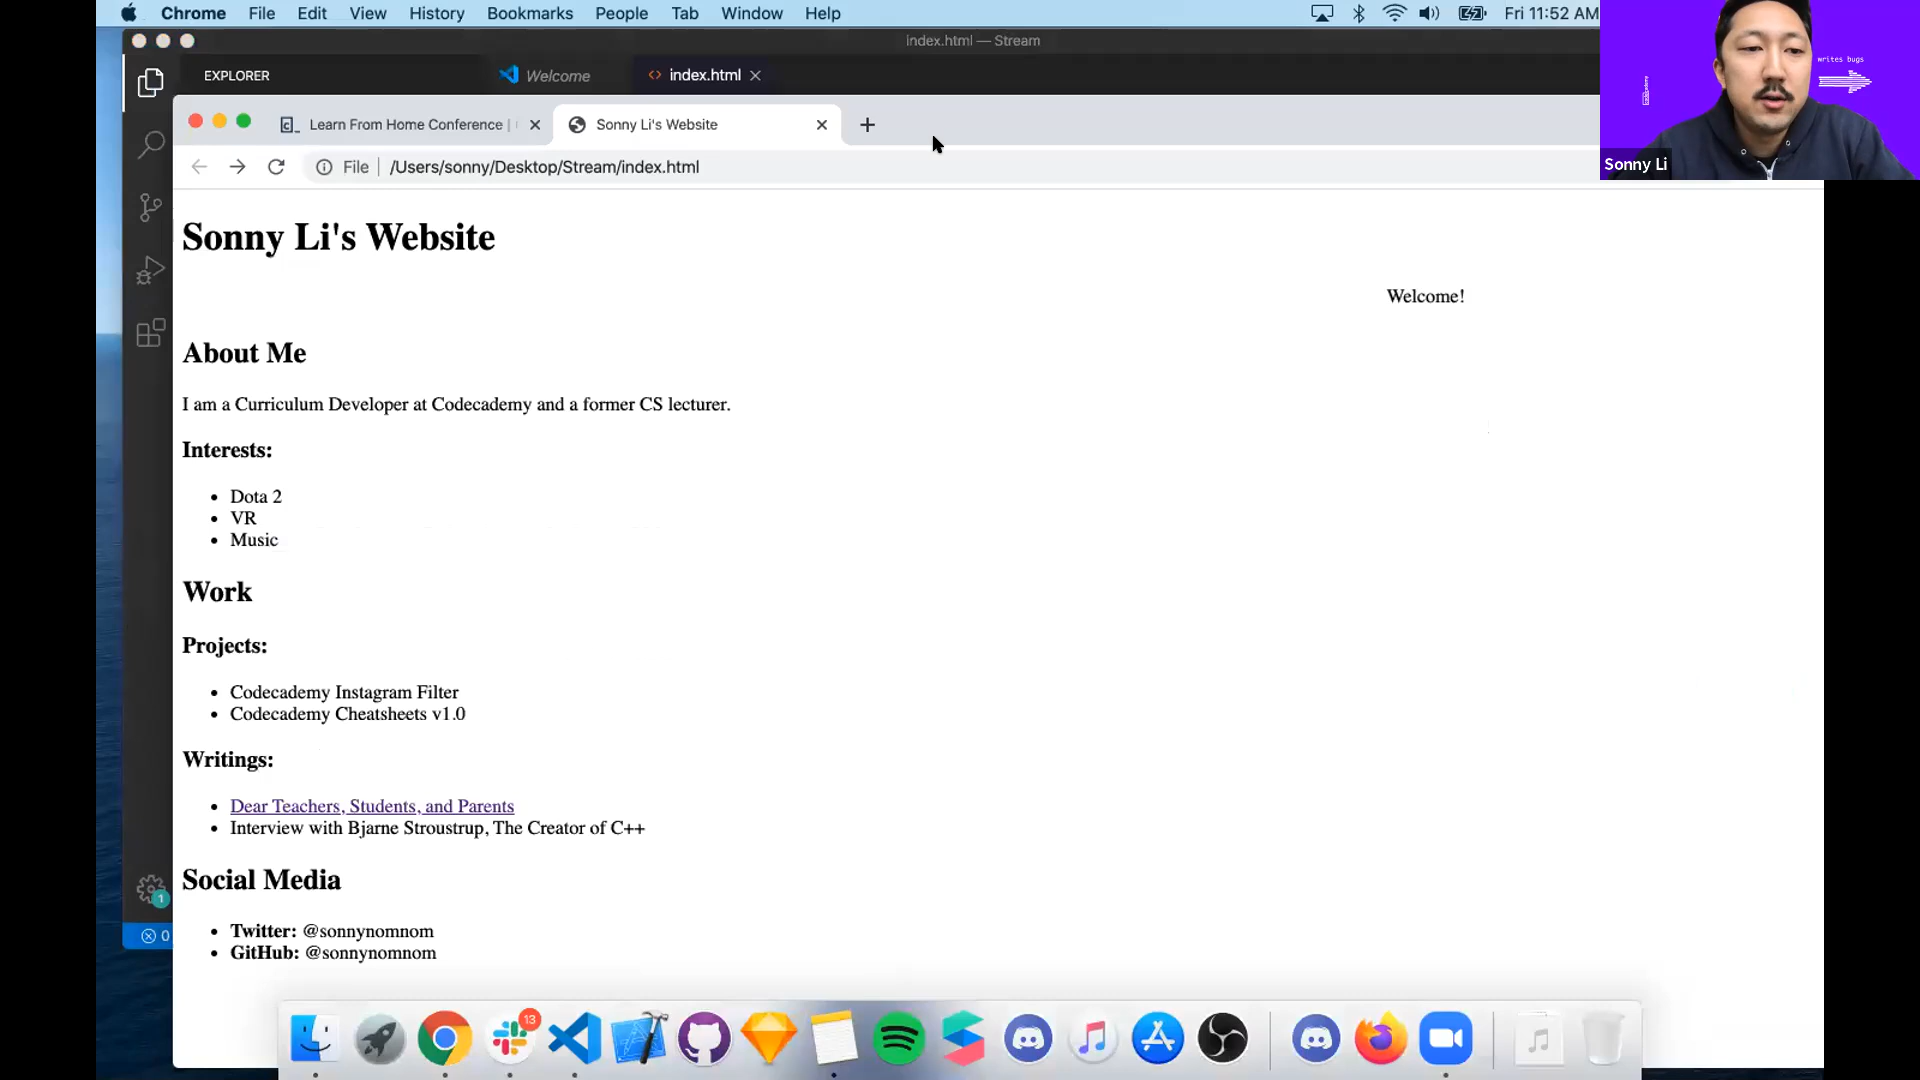 Chrome File Edit View History Bookmarks People Tab Window Help Fri 11:52 AM
index.html — Stream
EXPLORER Welcome index.html
writes bugs
Learn From Home Conference | Sonny Li's Website
File /Users/sonny/Desktop/Stream/index.html
Sonny Li
Sonny Li's Website
Welcome!
About Me
I am a Curriculum Developer at Codecademy and a former CS lecturer.
Interests:
• Dota 2
• VR
• Music
Work
Projects:
• Codecademy Instagram Filter
• Codecademy Cheatsheets v1.0
Writings:
• Dear Teachers, Students, and Parents
• Interview with Bjarne Stroustrup, The Creator of C++
Social Media
1
• Twitter: @sonnynomnom
0
• GitHub: @sonnynomnom
13